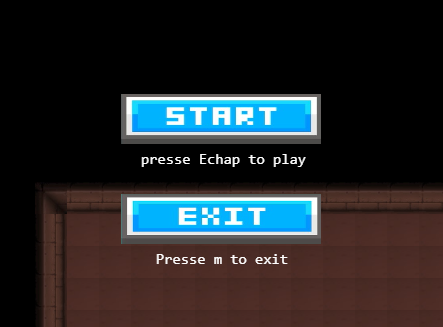 START
presse Echap to play
EXIT
Presse m to exit